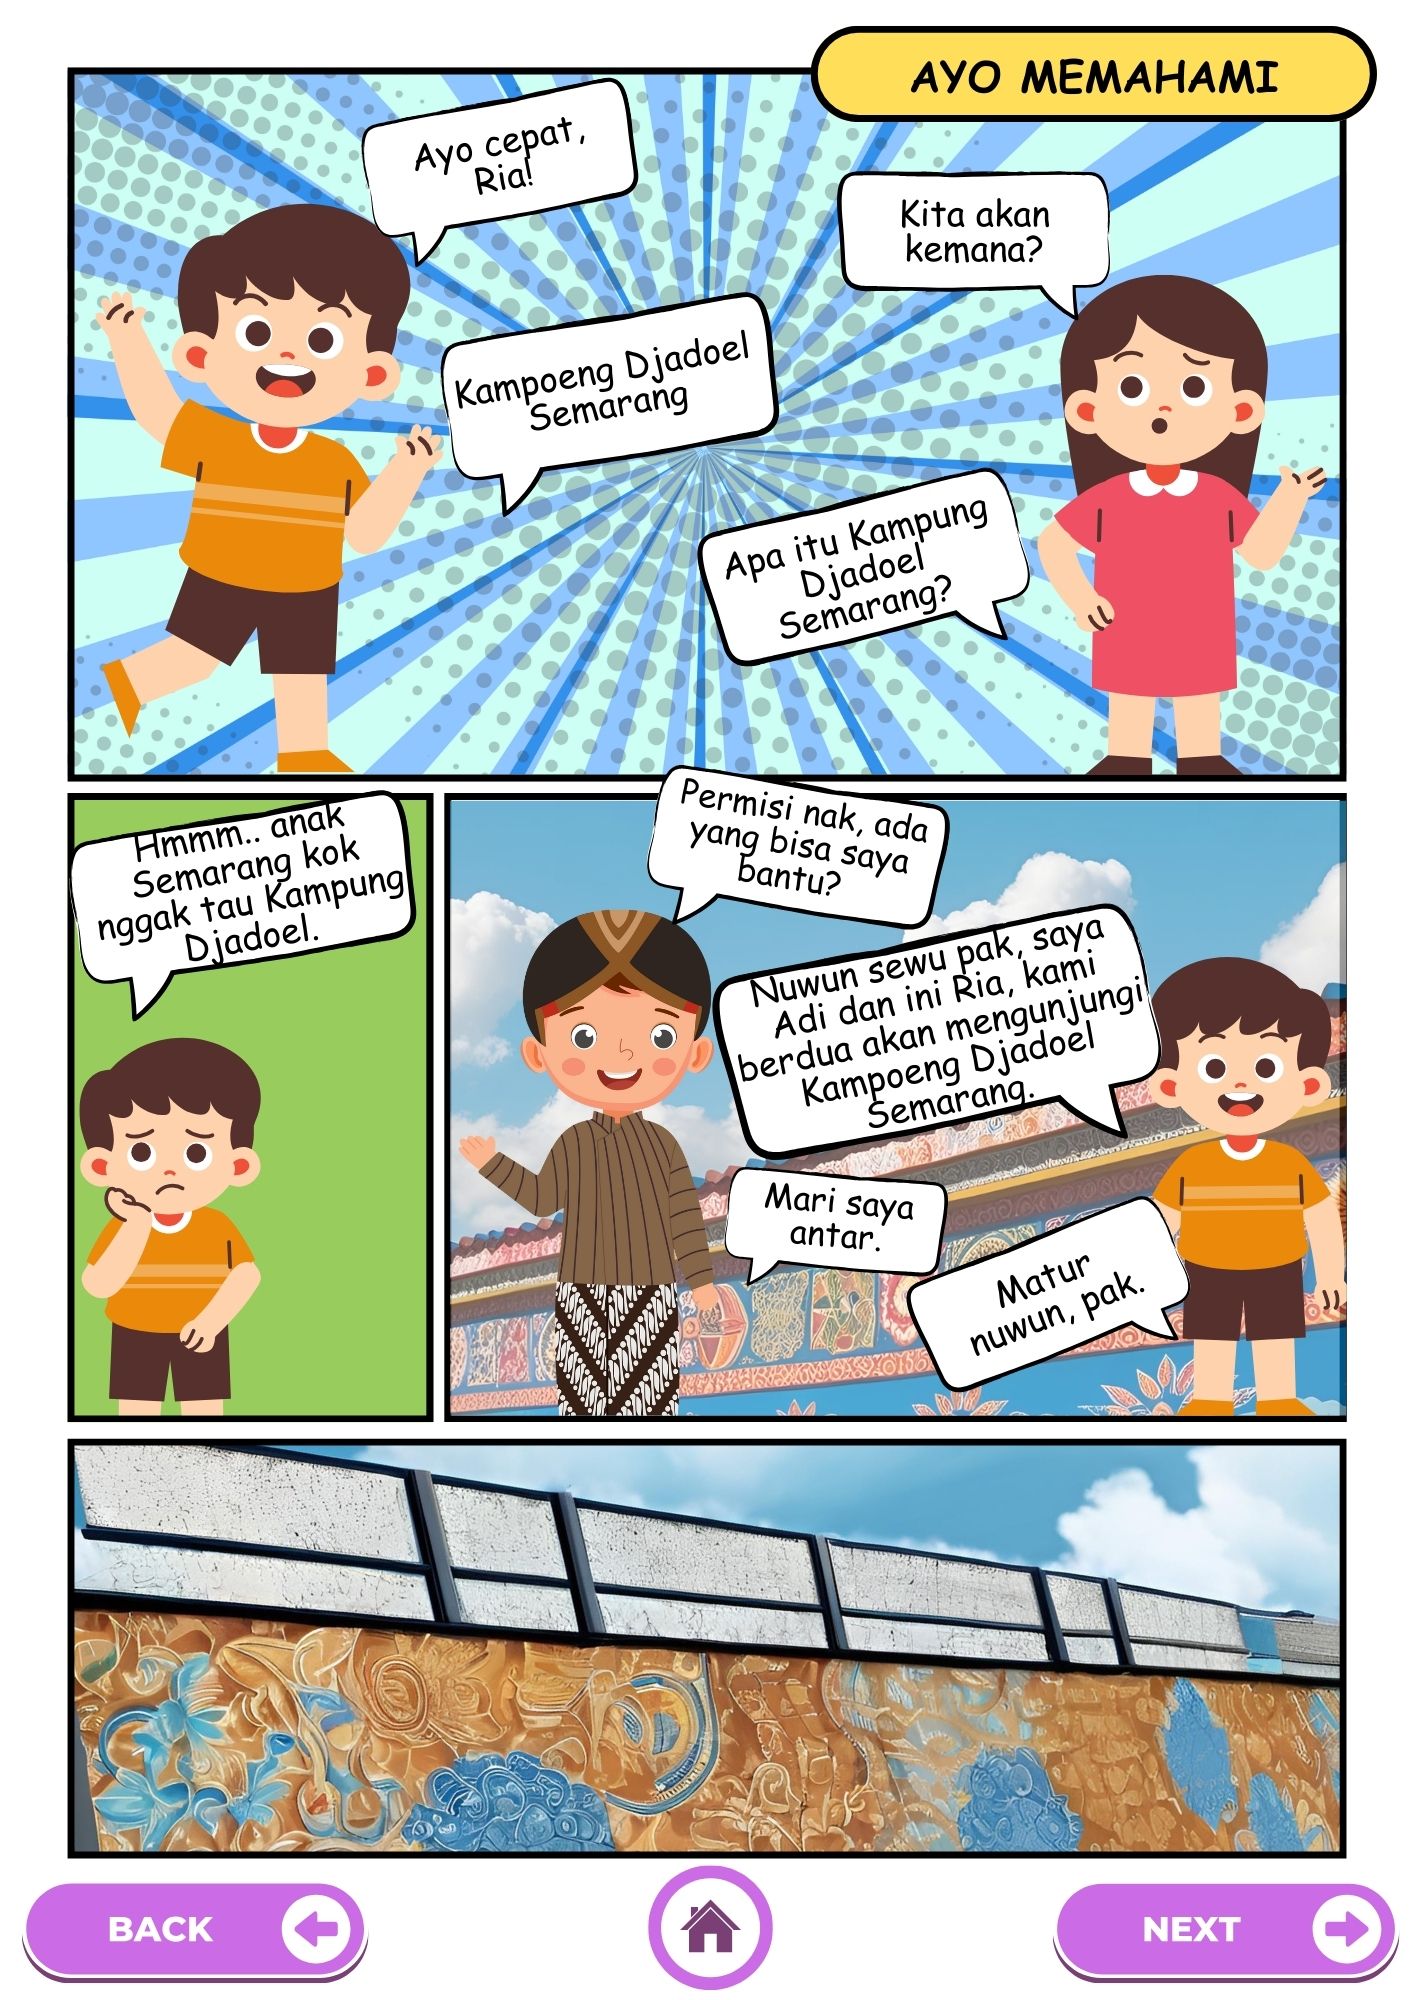 AYO MEMAHAMI
Ayo cepat,
Ria!
Kita akan
kemana?
Kampoeng Djadoel
Semarang
Apa itu Kampung
Djadoel
Semarang?
Hmmm.. anak
Semarang kok
nggak tau Kampung
Djadoel.
Permisi nak, ada
yang bisa saya
bantu?
Nuwun sewu pak, saya
Adi dan ini Ria, kami
berdua akan mengunjungi
Kampoeng Djadoel
Semarang.
Mari saya
antar.
Matur
nuwun, pak.
BACK
NEXT